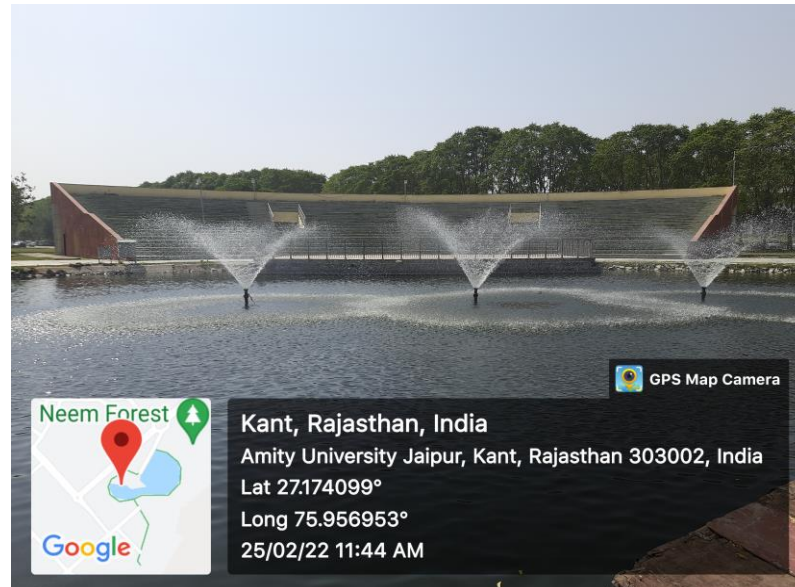 GPS Map Camera
Neem Forest
Google
Kant, Rajasthan, India
Amity University Jaipur, Kant, Rajasthan 303002, India
Lat 27.174099°
Long 75.956953°
25/02/22 11:44 AM